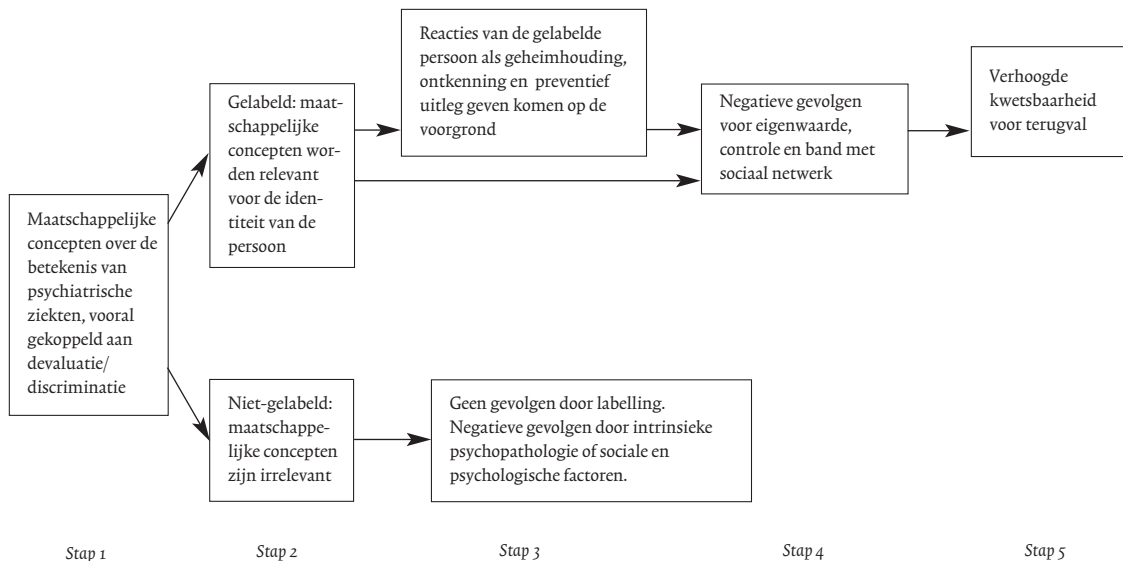 Maatschappelijke
concepten over de
betekenis van
psychiatrische
ziekten, vooral
gekoppeld aan
devaluatie/
discriminatie
Gelabeld: maat-
schappelijke
concepten wor-
den relevant
voor de iden-
titeit van de
persoon
Reacties van de gelabelde
persoon als geheimhouding,
ontkenning en preventief
uitleg geven komen op de
voorgrond
Negatieve gevolgen
voor eigenwaarde,
controle en band met
sociaal netwerk
Verhoogde
kwetsbaarheid
voor terugval
Niet-gelabeld:
maatschappe-
lijke concepten
zijn irrelevant
Geen gevolgen door labelling.
Negatieve gevolgen door intrinsieke
psychopathologie of sociale en
psychologische factoren.
Stap 1
Stap 2
Stap 3
Stap 4
Stap 5